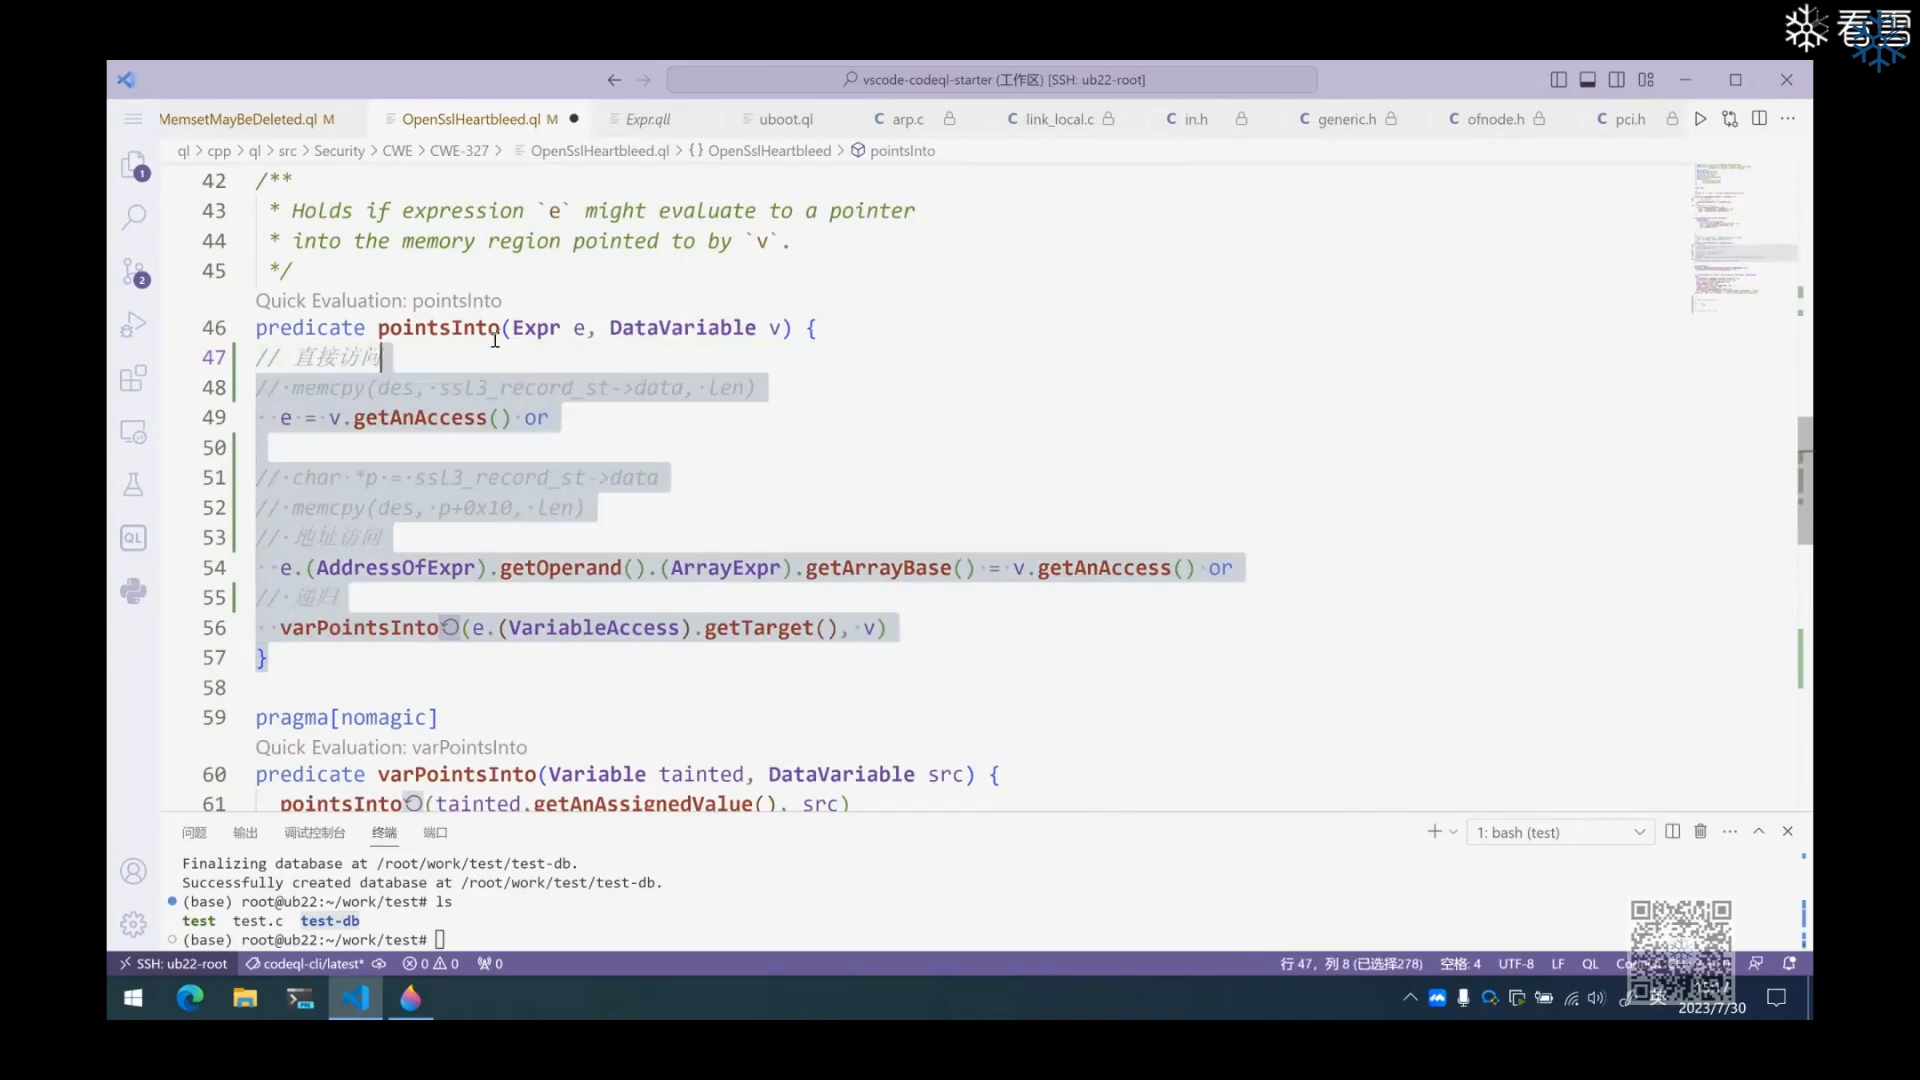 看雪
vscode-codeql-starter (工作区) [SSH: ub22-root]
MemsetMayBeDeleted.ql M
OpenSslHeartbleed.ql M
Expr.qll
uboot.ql
C arp.c
C link_local.c
C in.h
C generic.h
C ofnode.h
C pci.h
ql > cpp > ql > src > Security > CWE > CWE-327 > OpenSslHeartbleed.ql > {} OpenSslHeartbleed > pointsInto
42 /**
43 * Holds if expression `e` might evaluate to a pointer
44 * into the memory region pointed to by `v`.
45 */
Quick Evaluation: pointsInto
46 predicate pointsInto(Expr e, DataVariable v) {
47 // 直接访问
48 // memcpy(des, ssl3_record_st->data, len)
49 e = v.getAnAccess() or
50
51 // char *p = ssl3_record_st->data
52 // memcpy(des, p+0x10, len)
53 // 地址访问
54 e.(AddressOfExpr).getOperand().(ArrayExpr).getArrayBase() = v.getAnAccess() or
55 // 递归
56 varPointsInto(e.(VariableAccess).getTarget(), v)
57 }
58
59 pragma[nomagic]
Quick Evaluation: varPointsInto
60 predicate varPointsInto(Variable tainted, DataVariable src) {
61 pointsInto(tainted.getAnAssignedValue(), src)
问题 输出 调试控制台 终端 端口
1: bash (test)
Finalizing database at /root/work/test/test-db.
Successfully created database at /root/work/test/test-db.
(base) root@ub22:~/work/test# ls
test test.c test-db
(base) root@ub22:~/work/test#
SSH: ub22-root codeql-cli/latest* 0 0 0
行 47，列 8 (已选择278) 空格: 4 UTF-8 LF QL
英
2023/7/30
1
2
QL